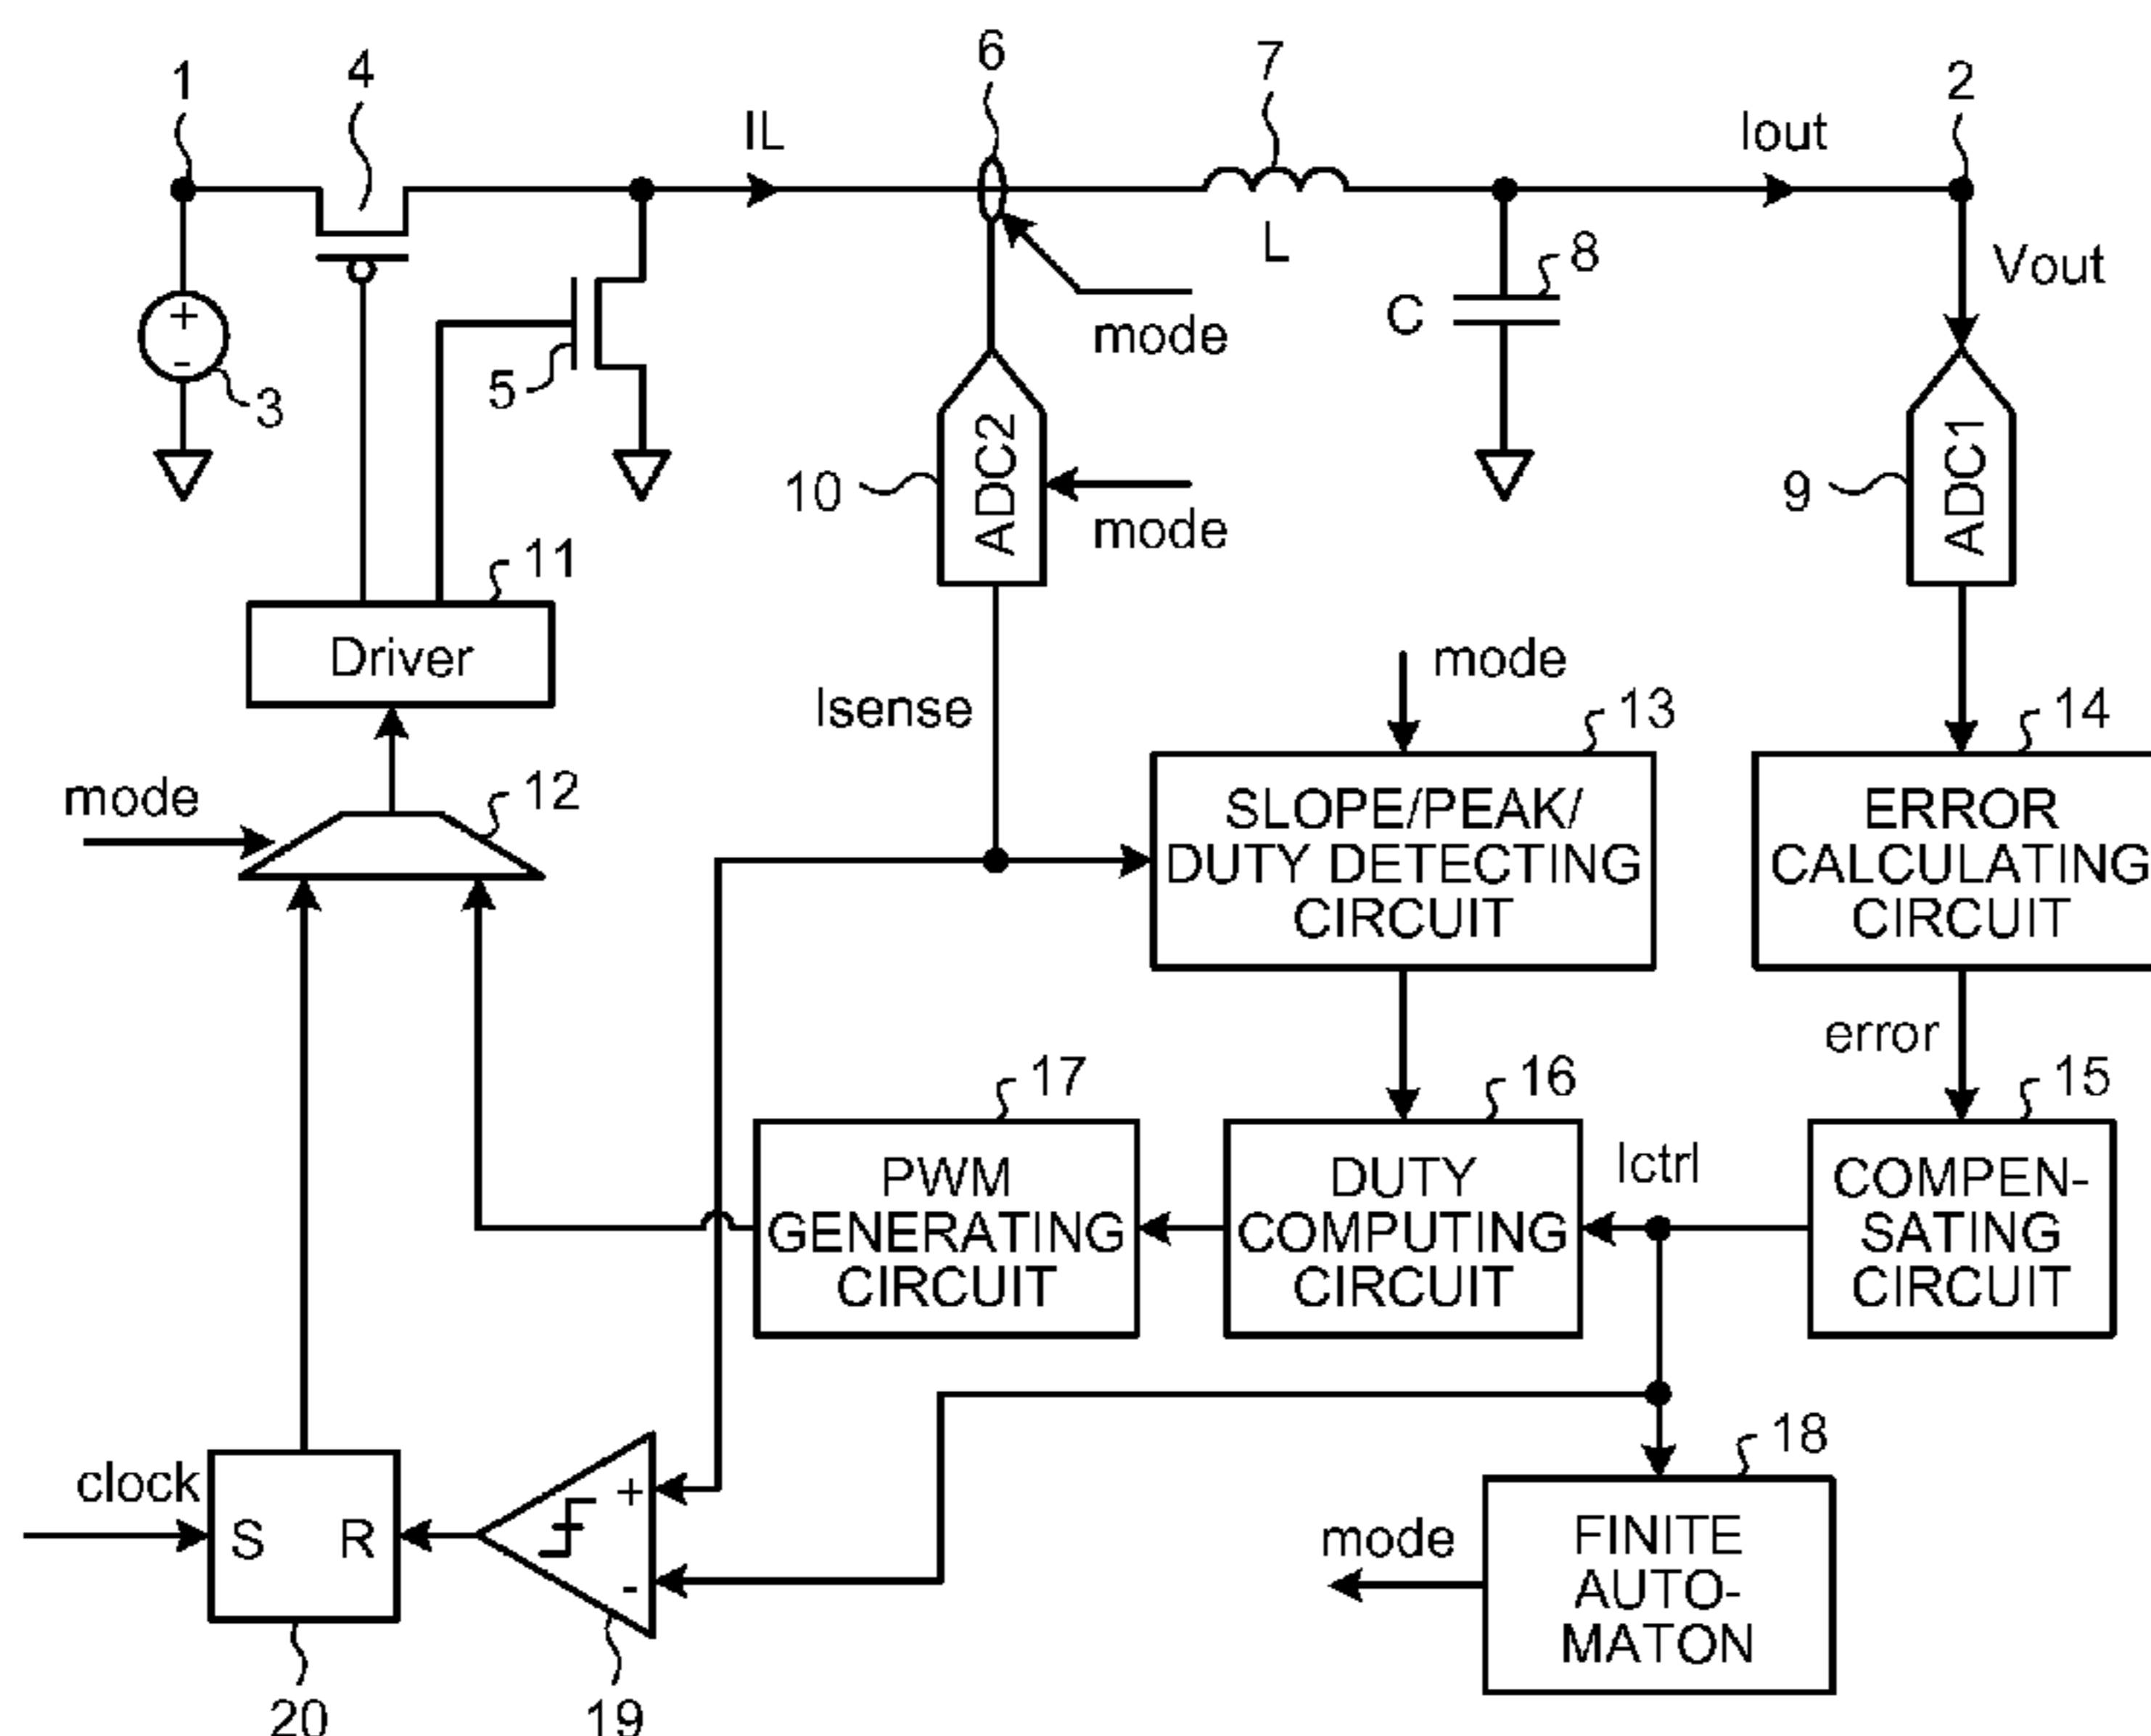 1
4
6
7
2
IL
Iout
L
8
Vout
+
-
3
5
C
mode
10
ADC2
mode
9
ADC1
11
Driver
Isense
mode
13
14
mode
12
SLOPE/PEAK/
DUTY DETECTING
CIRCUIT
ERROR
CALCULATING
CIRCUIT
error
17
16
15
PWM
GENERATING
CIRCUIT
DUTY
COMPUTING
CIRCUIT
Ictrl
COMPEN-
SATING
CIRCUIT
18
clock
S R
+
-
mode
FINITE
AUTO-
MATON
20
19